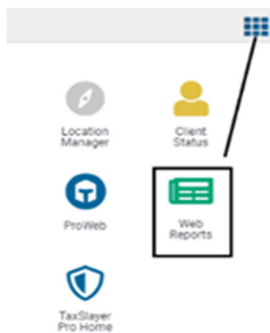 Location
Manager
Client
Status
ProWeb
Web
Reports
TaxSlayer
Pro Home